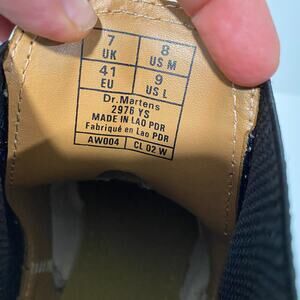 7 8
UK US M
41 9
EU US L
Dr. Martens
2976 YS
MADE IN LAO PDR
Fabriqué en Lao PDR
AW004 CL 02 W